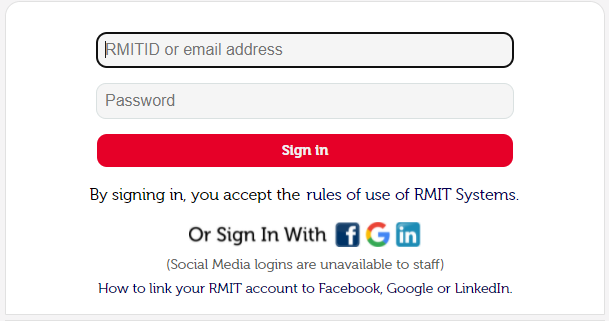 RMITID or email address
Password
Sign in
By signing in, you accept the rules of use of RMIT Systems.
Or Sign In With
(Social Media logins are unavailable to staff)
How to link your RMIT account to Facebook, Google or LinkedIn.